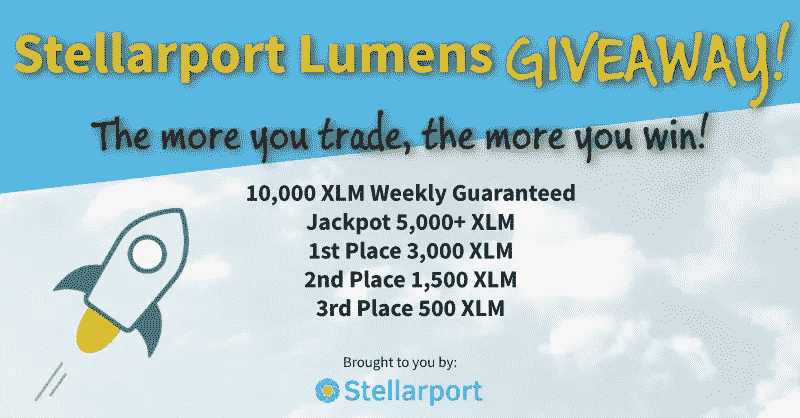 Stellarport Lumens GIVEAWAY!
The more you trade, the more you win!
10,000 XLM Weekly Guaranteed
Jackpot 5,000+ XLM
1st Place 3,000 XLM
2nd Place 1,500 XLM
3rd Place 500 XLM
Brought to you by:
Stellarport